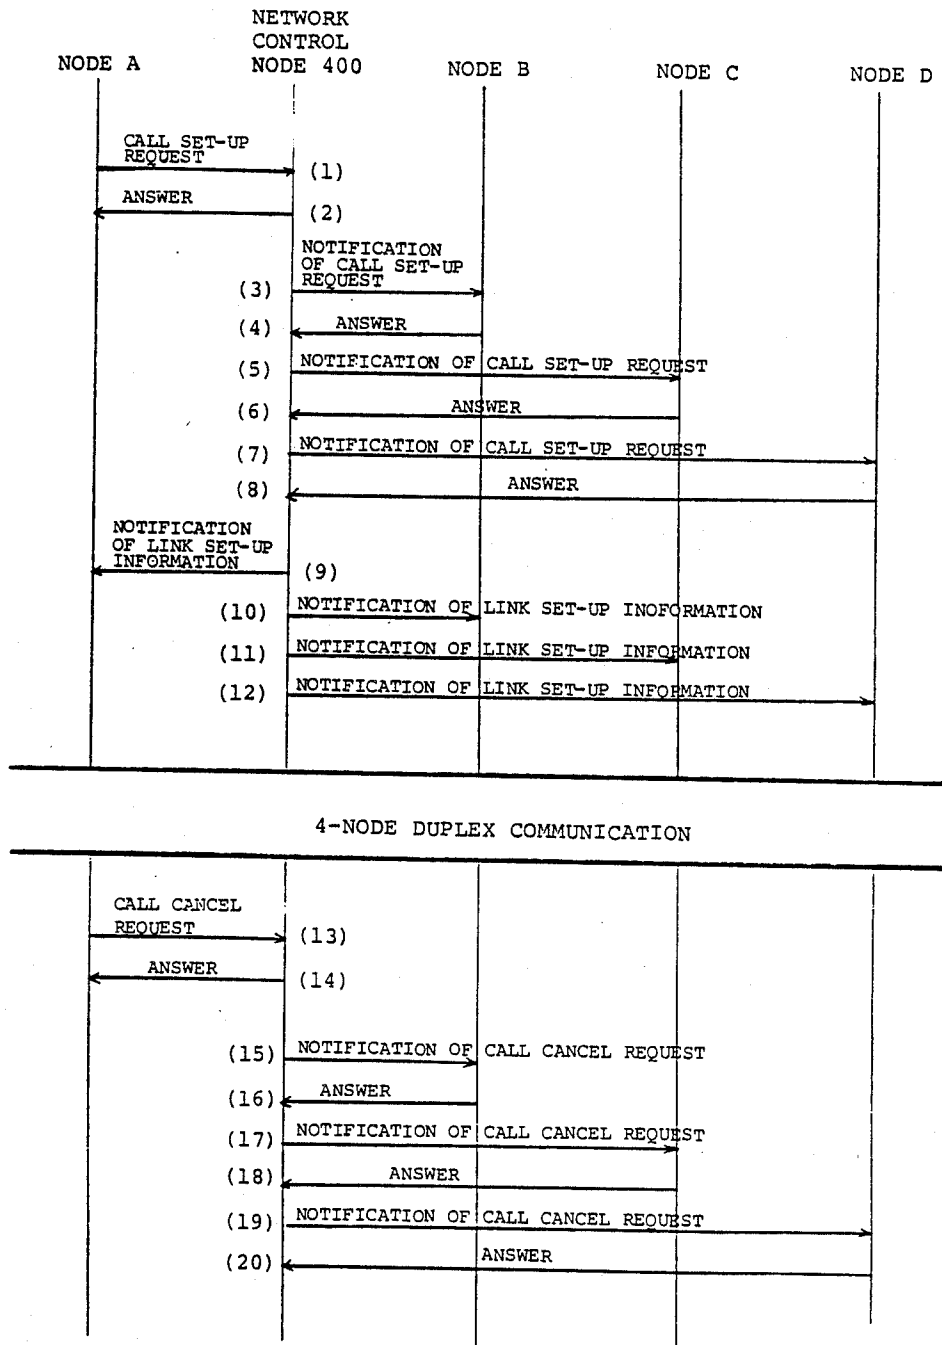 NETWORK
CONTROL
NODE A
NODE 400
NODE B
NODE C
NODE D
CALL SET-UP
REQUEST
(1)
ANSWER
(2)
NOTIFICATION
OF CALL SET-UP
REQUEST
(3)
(4)
ANSWER
(5)
NOTIFICATION OF CALL SET-UP REQUEST
(6)
ANSWER
(7)
NOTIFICATION OF CALL SET-UP REQUEST
(8)
ANSWER
NOTIFICATION
OF LINK SET-UP
INFORMATION
(9)
(10)
NOTIFICATION OF LINK SET-UP INOFORMATION
(11)
NOTIFICATION OF LINK SET-UP INFORMATION
(12)
NOTIFICATION OF LINK SET-UP INFORMATION
4-NODE DUPLEX COMMUNICATION
CALL CANCEL
REQUEST
(13)
ANSWER
(14)
(15)
NOTIFICATION OF CALL CANCEL REQUEST
(16)
ANSWER
(17)
NOTIFICATION OF CALL CANCEL REQUEST
(18)
ANSWER
(19)
NOTIFICATION OF CALL CANCEL REQUEST
(20)
ANSWER